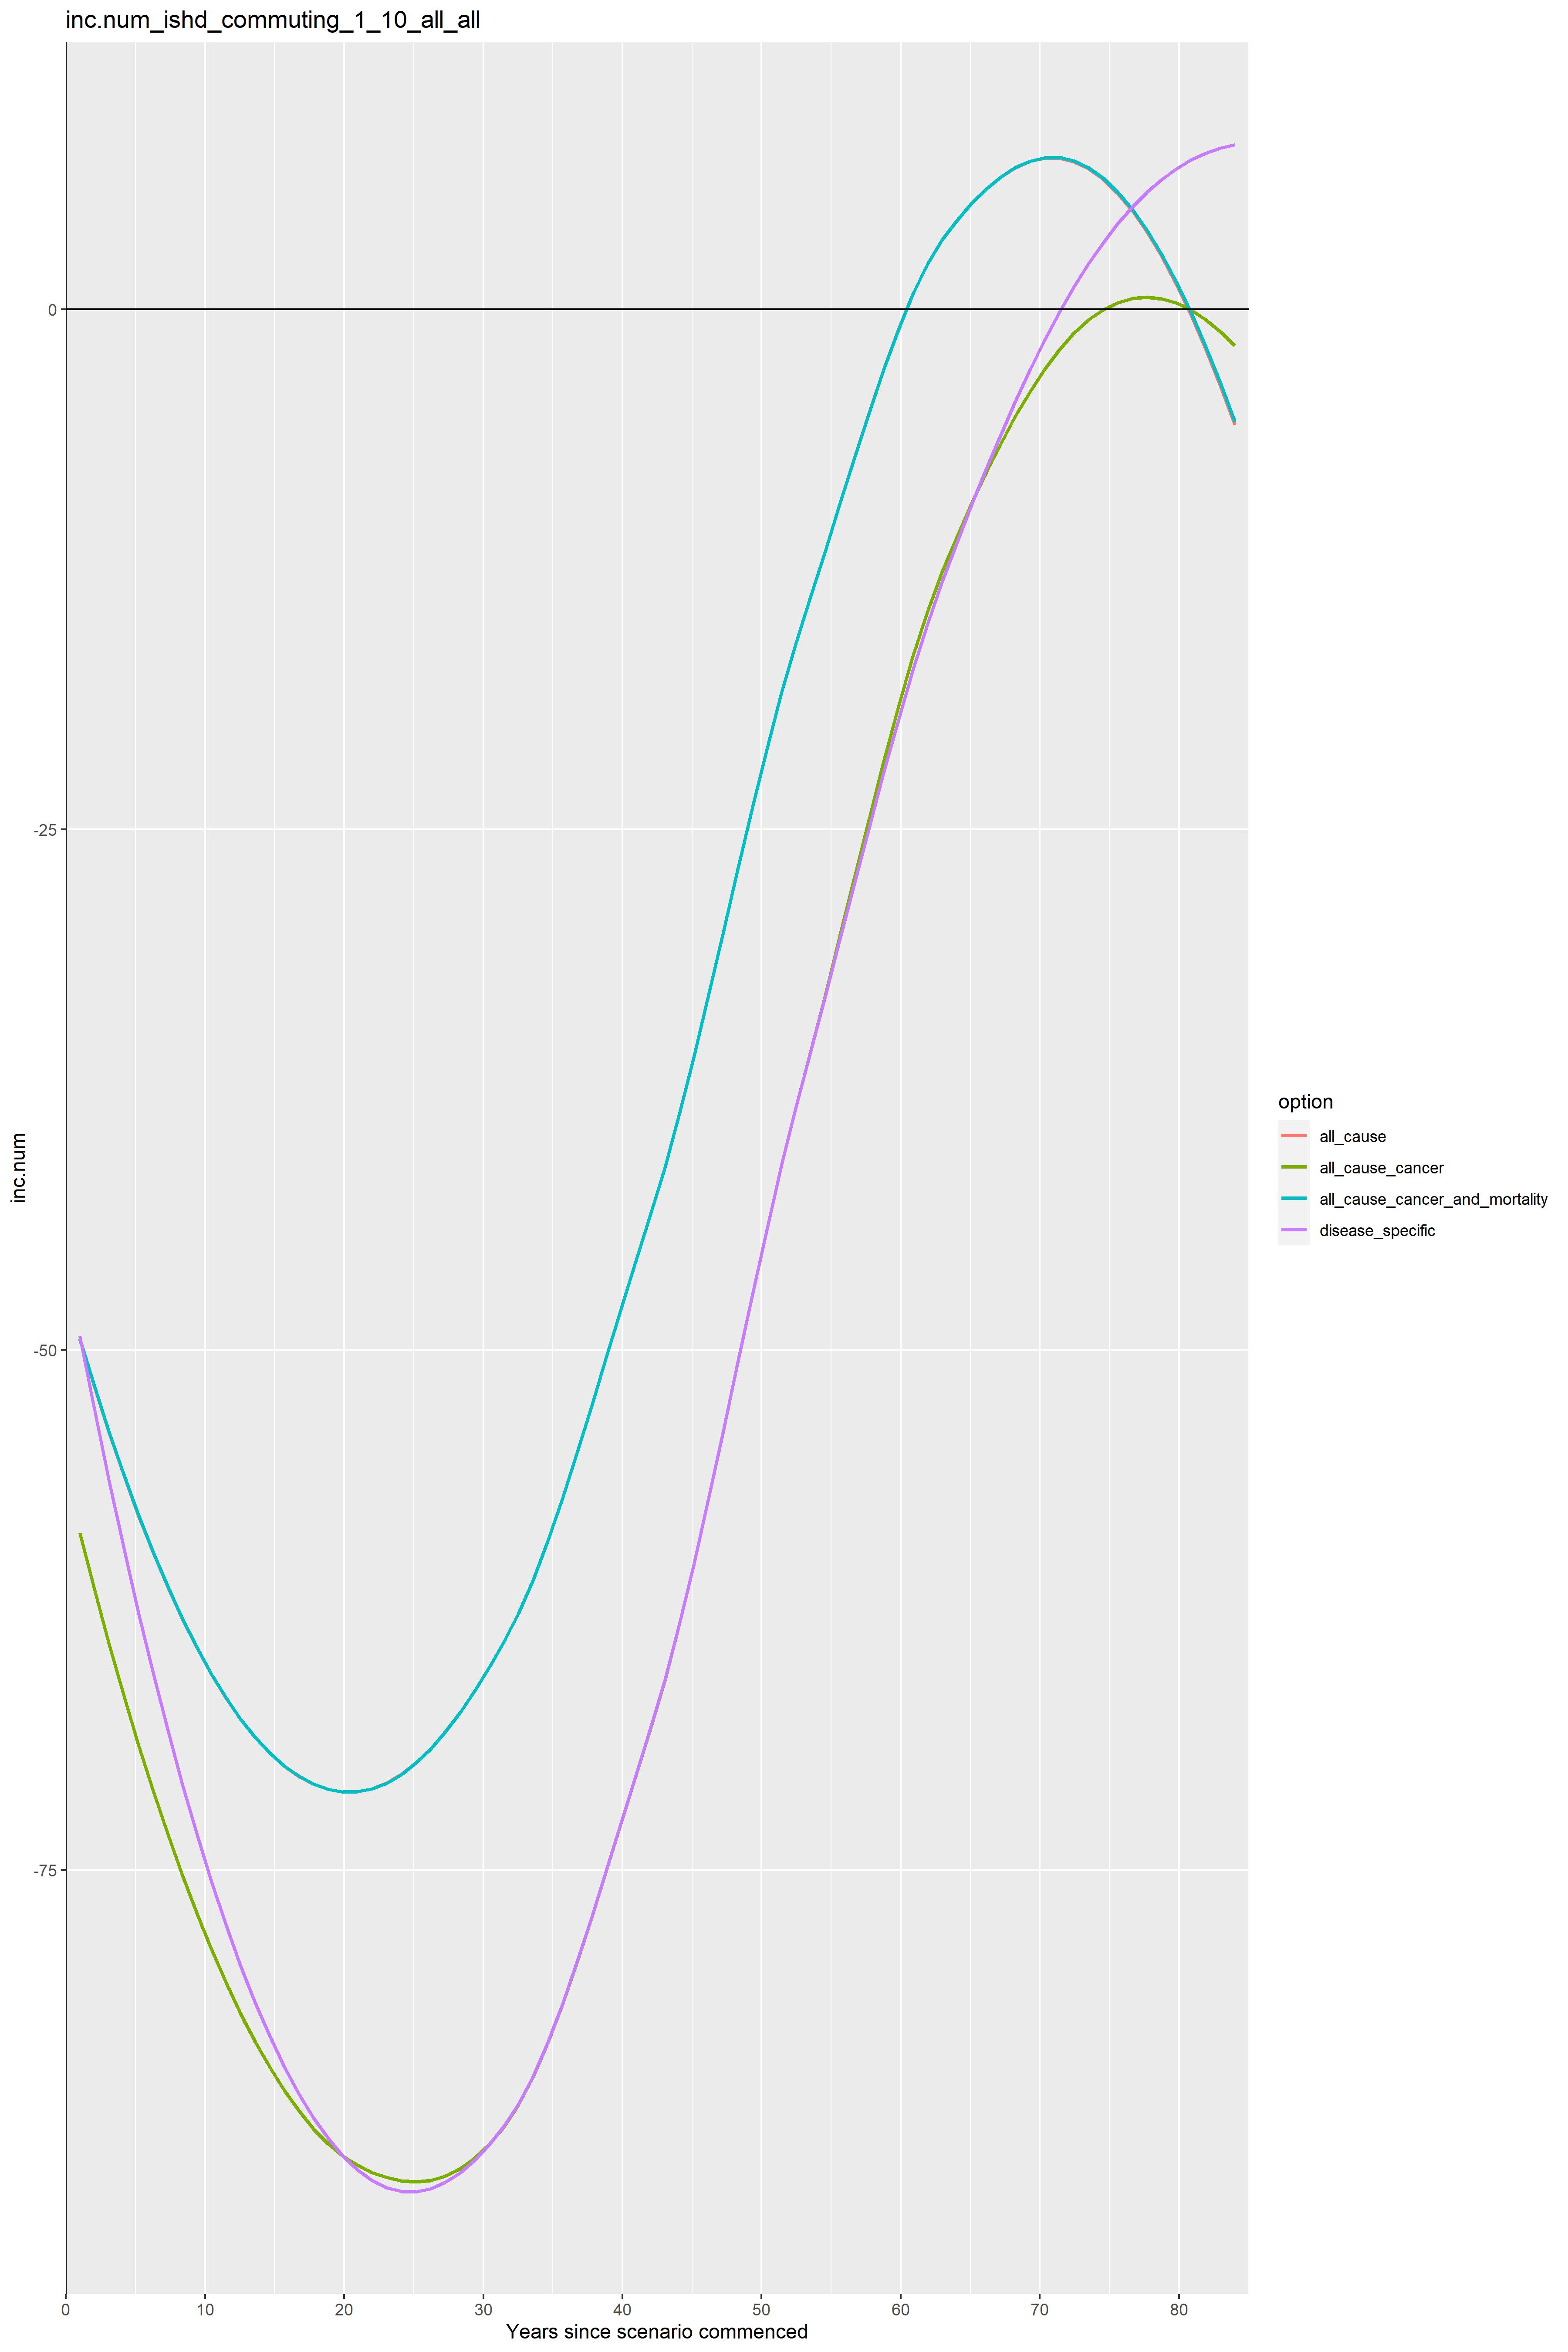 inc.num_ishd_commuting_1_10_all_all
0
-25
-50
-75
inc.num
0 10 20 30 40 50 60 70 80
Years since scenario commenced
option
all_cause
all_cause_cancer
all_cause_cancer_and_mortality
disease_specific